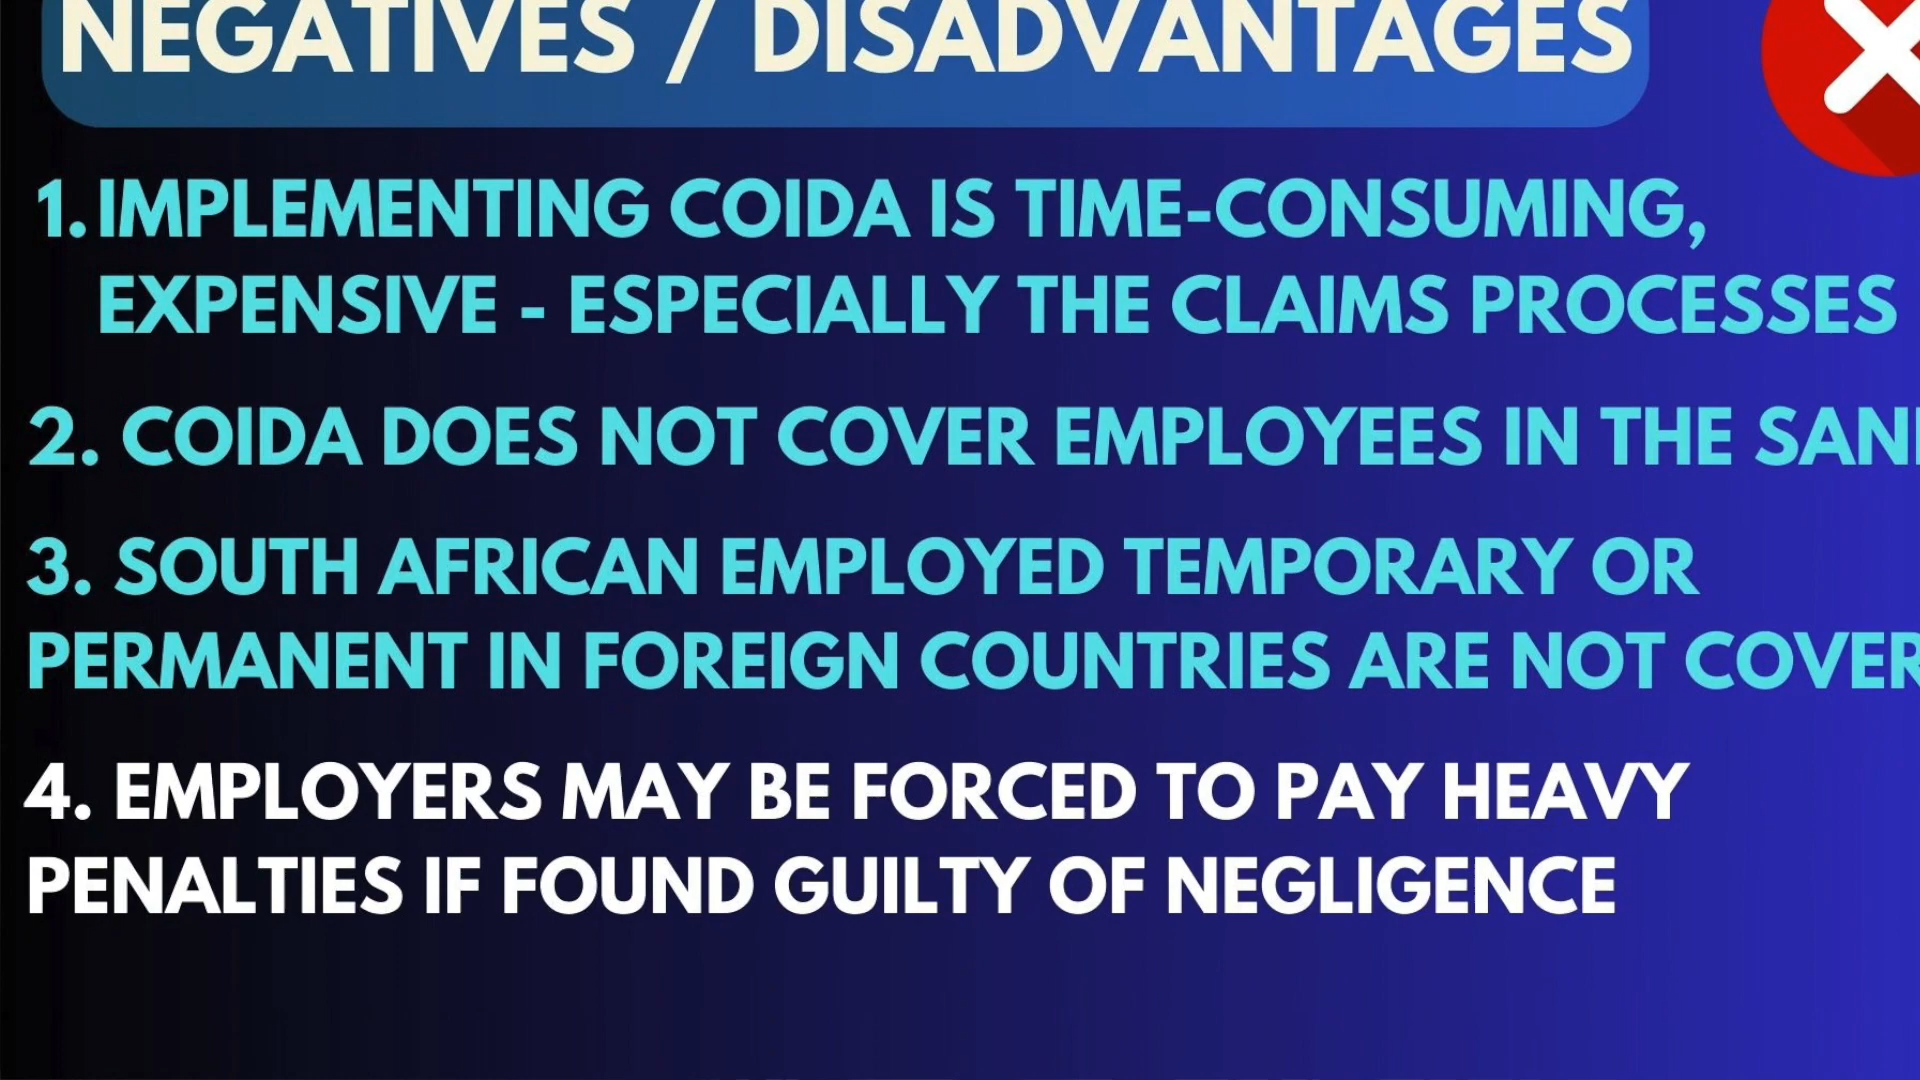 NEGATIVES / DISADVANTAGES
1. IMPLEMENTING COIDA IS TIME-CONSUMING,
EXPENSIVE - ESPECIALLY THE CLAIMS PROCESSES
2. COIDA DOES NOT COVER EMPLOYEES IN THE
3. SOUTH AFRICAN EMPLOYED TEMPORARY OR
PERMANENT IN FOREIGN COUNTRIES ARE NOT
4. EMPLOYERS MAY BE FORCED TO PAY HEAVY
PENALTIES IF FOUND GUILTY OF NEGLIGENCE